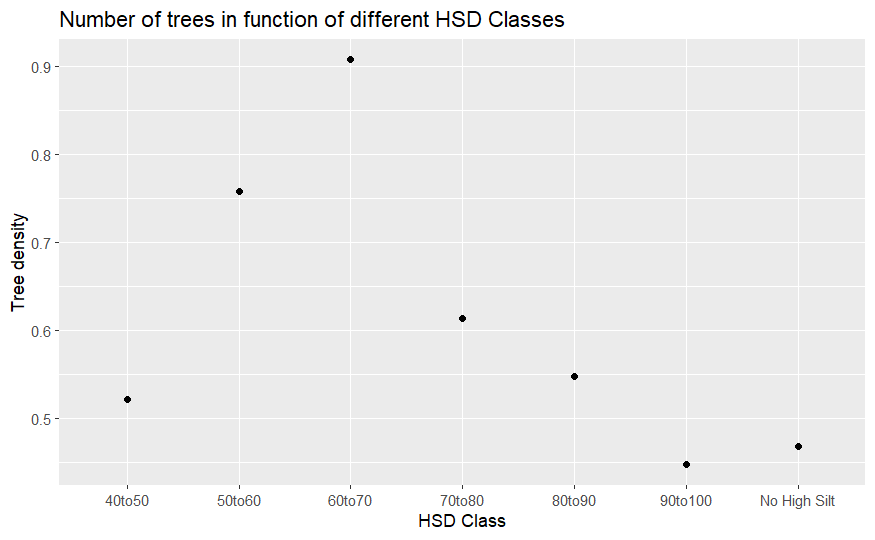 Number of trees in function of different HSD Classes
Tree density
0.9
0.8
0.7
0.6
0.5
40to50 50to60 60to70 70to80 80to90 90to100 No High Silt
HSD Class